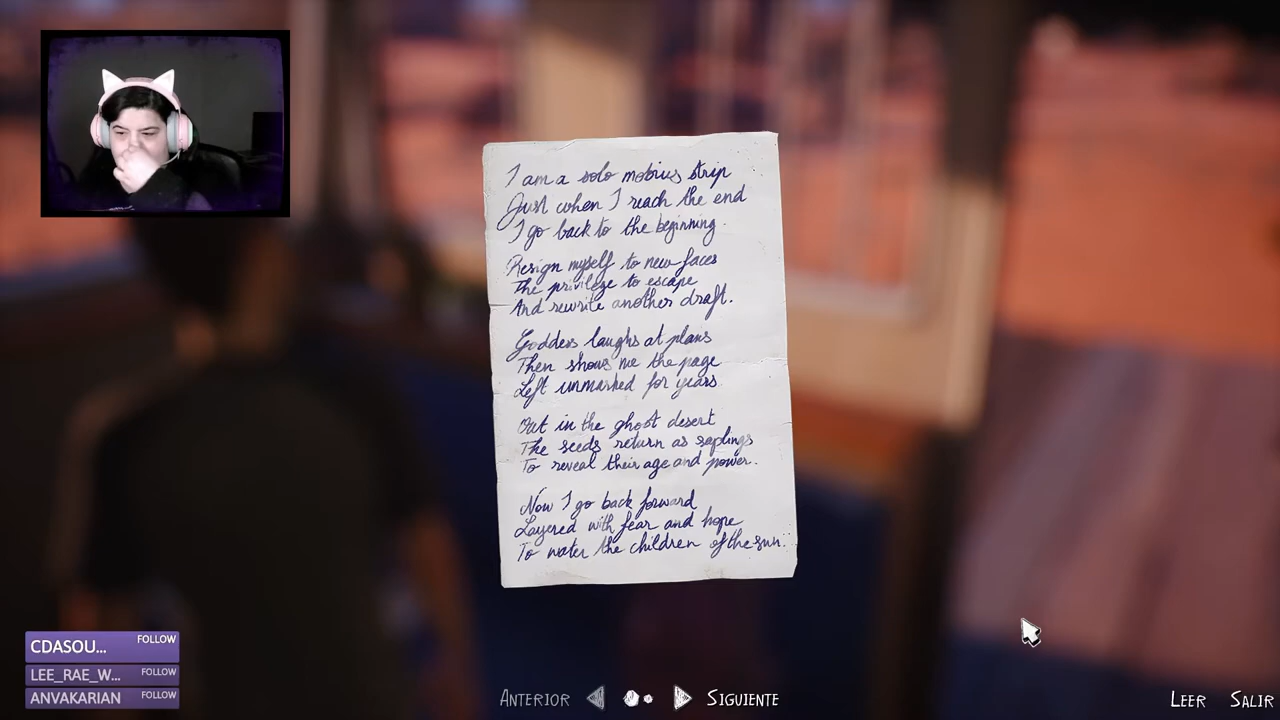 I am a solo mobius strip
Just when I reach the end
I go back to the beginning.
Resign myself to new faces
The privilege to escape
And rewrite another draft.
Goddess laughs at plans
Then shows me the page
Left unmarked for years.
Out in the ghost desert
The seeds return as saplings
To reveal their age and power.
Now I go back forward
Layered with fear and hope
To water the children of the sun.
CDASOU... FOLLOW
LEE_RAE_W... FOLLOW
ANVAKARIAN FOLLOW
ANTERIOR SIGUIENTE
LEER SALIR